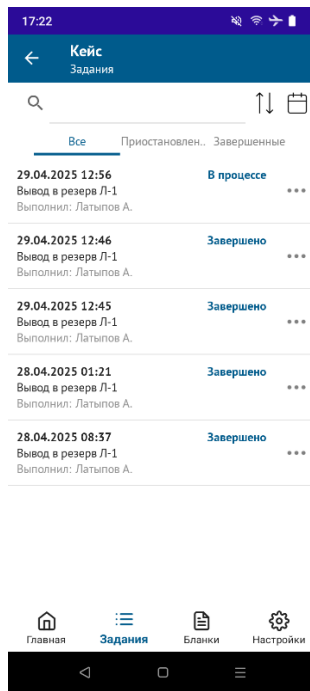 17:22
Кейс
Задания
Все Приостановлен.. Завершенные
29.04.2025 12:56 В процессе
Вывод в резерв Л-1
Выполнил: Латыпов А.
29.04.2025 12:46 Завершено
Вывод в резерв Л-1
Выполнил: Латыпов А.
29.04.2025 12:45 Завершено
Вывод в резерв Л-1
Выполнил: Латыпов А.
28.04.2025 01:21 Завершено
Вывод в резерв Л-1
Выполнил: Латыпов А.
28.04.2025 08:37 Завершено
Вывод в резерв Л-1
Выполнил: Латыпов А.
Главная Задания Бланки Настройки